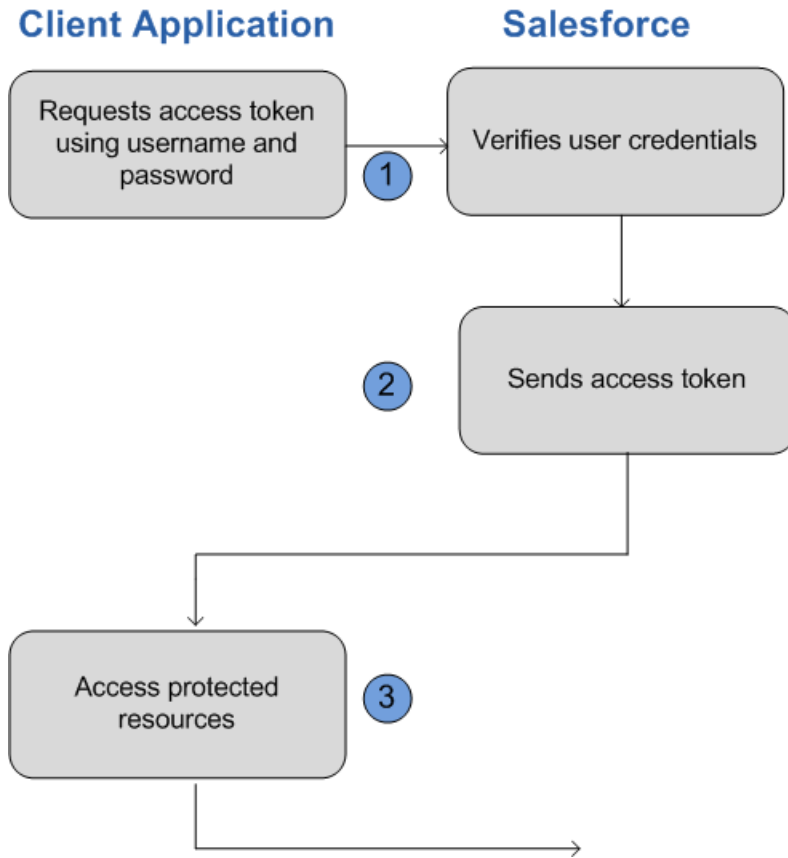 Client Application
Salesforce
Requests access token
using username and
password
Verifies user credentials
1
Sends access token
2
Access protected
resources
3